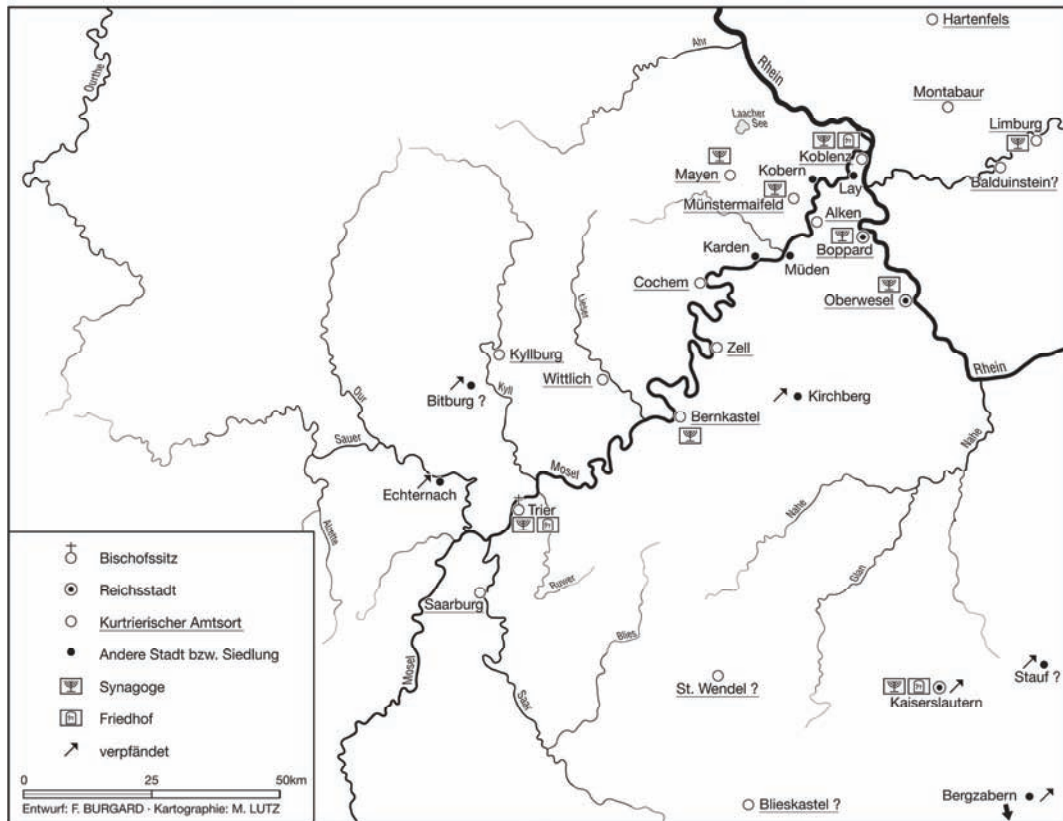 Hartenfels
Ahr
Rhein
Ourthe
Montabaur
Laacher
See
Limburg
Koblenz
Mayen
Kobern
Lay
Balduinstein?
Münstermaifeld
Alken
Boppard
Karden
Müden
Cochem
Oberwesel
Lieser
Zell
Kyllburg
Rhein
Wittlich
Kyll
Bitburg ?
Kirchberg
Our
Bernkastel
Nahe
Sauer
Mosel
Echternach
Nahe
Trier
Alzette
Glan
Ruwer
Saarburg
Blies
Mosel
Stauf ?
St. Wendel ?
Saar
Kaiserslautern
Bergzabern
Blieskastel ?
Bischofssitz
Reichsstadt
Kurtrierischer Amtsort
Andere Stadt bzw. Siedlung
Synagoge
Friedhof
verpfändet
0 25 50km
Entwurf: F. BURGARD · Kartographie: M. LUTZ